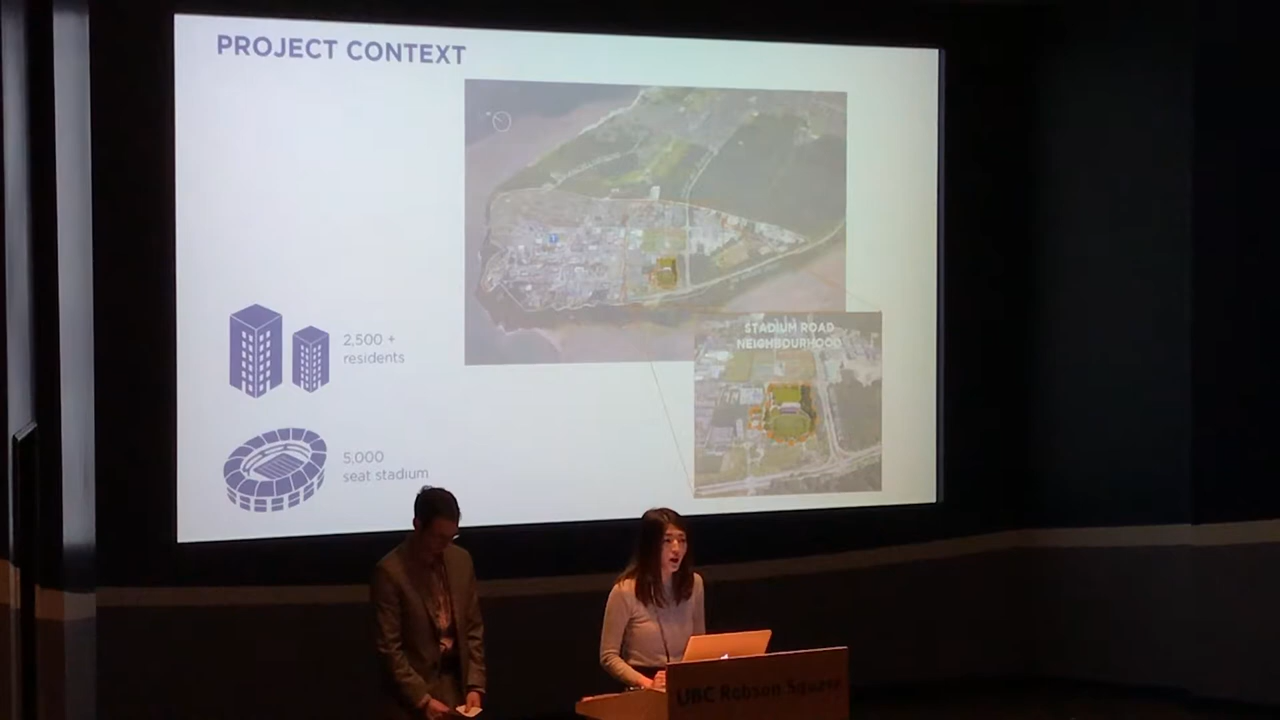 PROJECT CONTEXT
STADIUM ROAD
NEIGHBOURHOOD
2,500 +
residents
5,000
seat stadium
UBC Robson Square